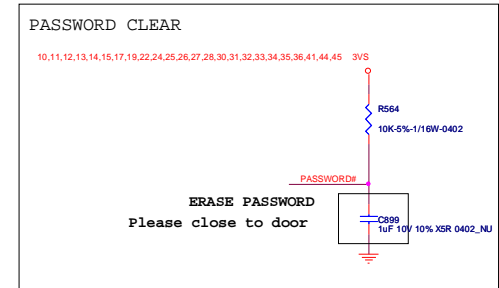 PASSWORD CLEAR
10,11,12,13,14,15,17,19,22,24,25,26,27,28,30,31,32,33,34,35,36,41,44,45 3VS
R564
10K-5%-1/16W-0402
PASSWORD#
ERASE PASSWORD
Please close to door
C899
1uF 10V 10% X5R 0402_NU